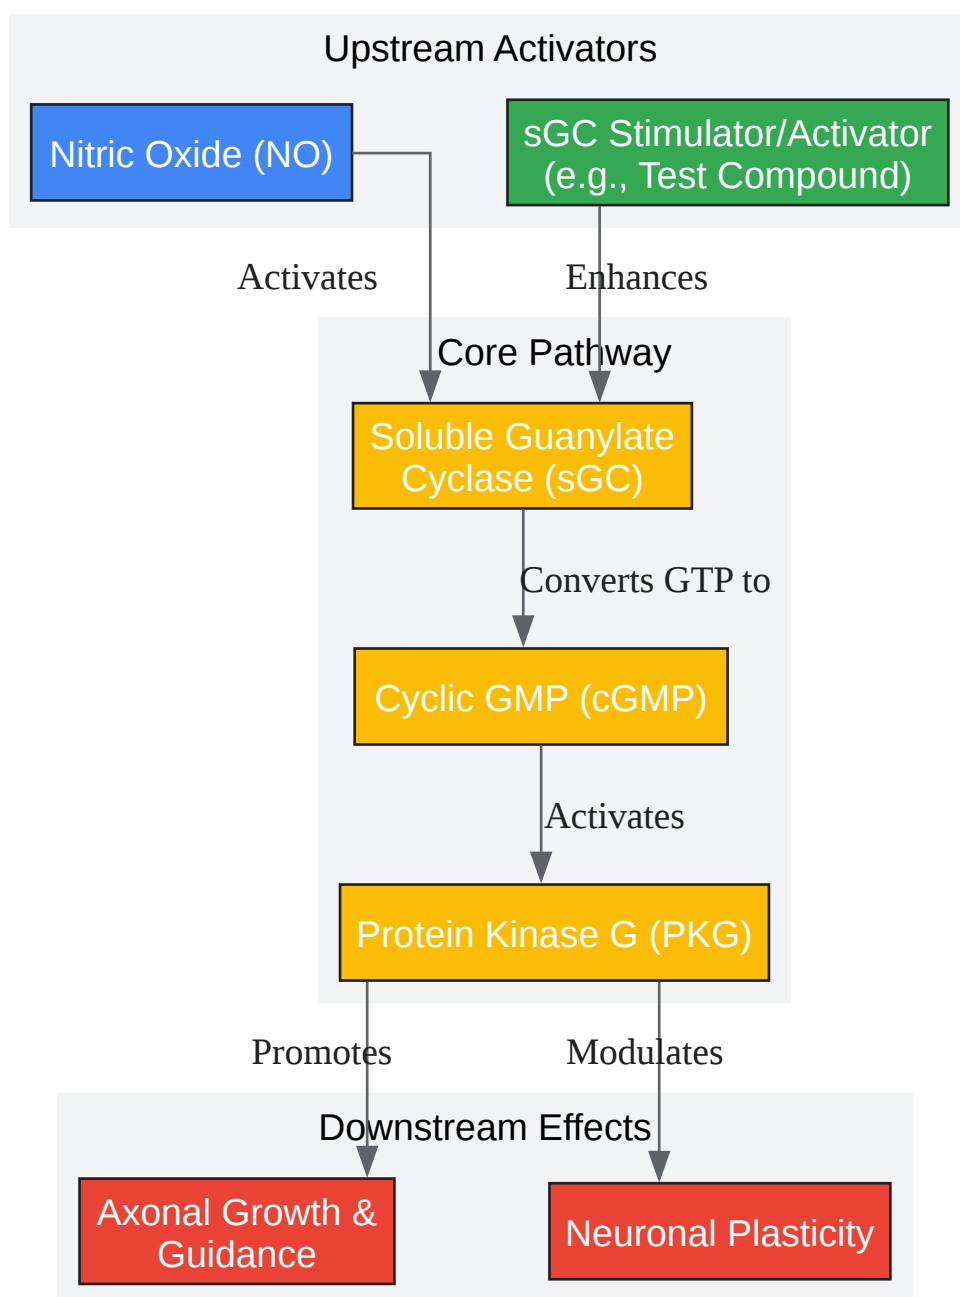 Upstream Activators
Nitric Oxide (NO)
sGC Stimulator/Activator
(e.g., Test Compound)
Activates
Enhances
Core Pathway
Soluble Guanylate
Cyclase (sGC)
Converts GTP to
Cyclic GMP (cGMP)
Activates
Protein Kinase G (PKG)
Promotes
Modulates
Downstream Effects
Axonal Growth &
Guidance
Neuronal Plasticity